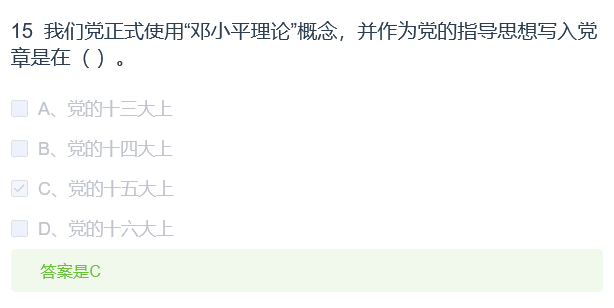 15 我们党正式使用“邓小平理论”概念，并作为党的指导思想写入党
章是在（ ）。
A、党的十三大上
B、党的十四大上
C、党的十五大上
D、党的十六大上
答案是C